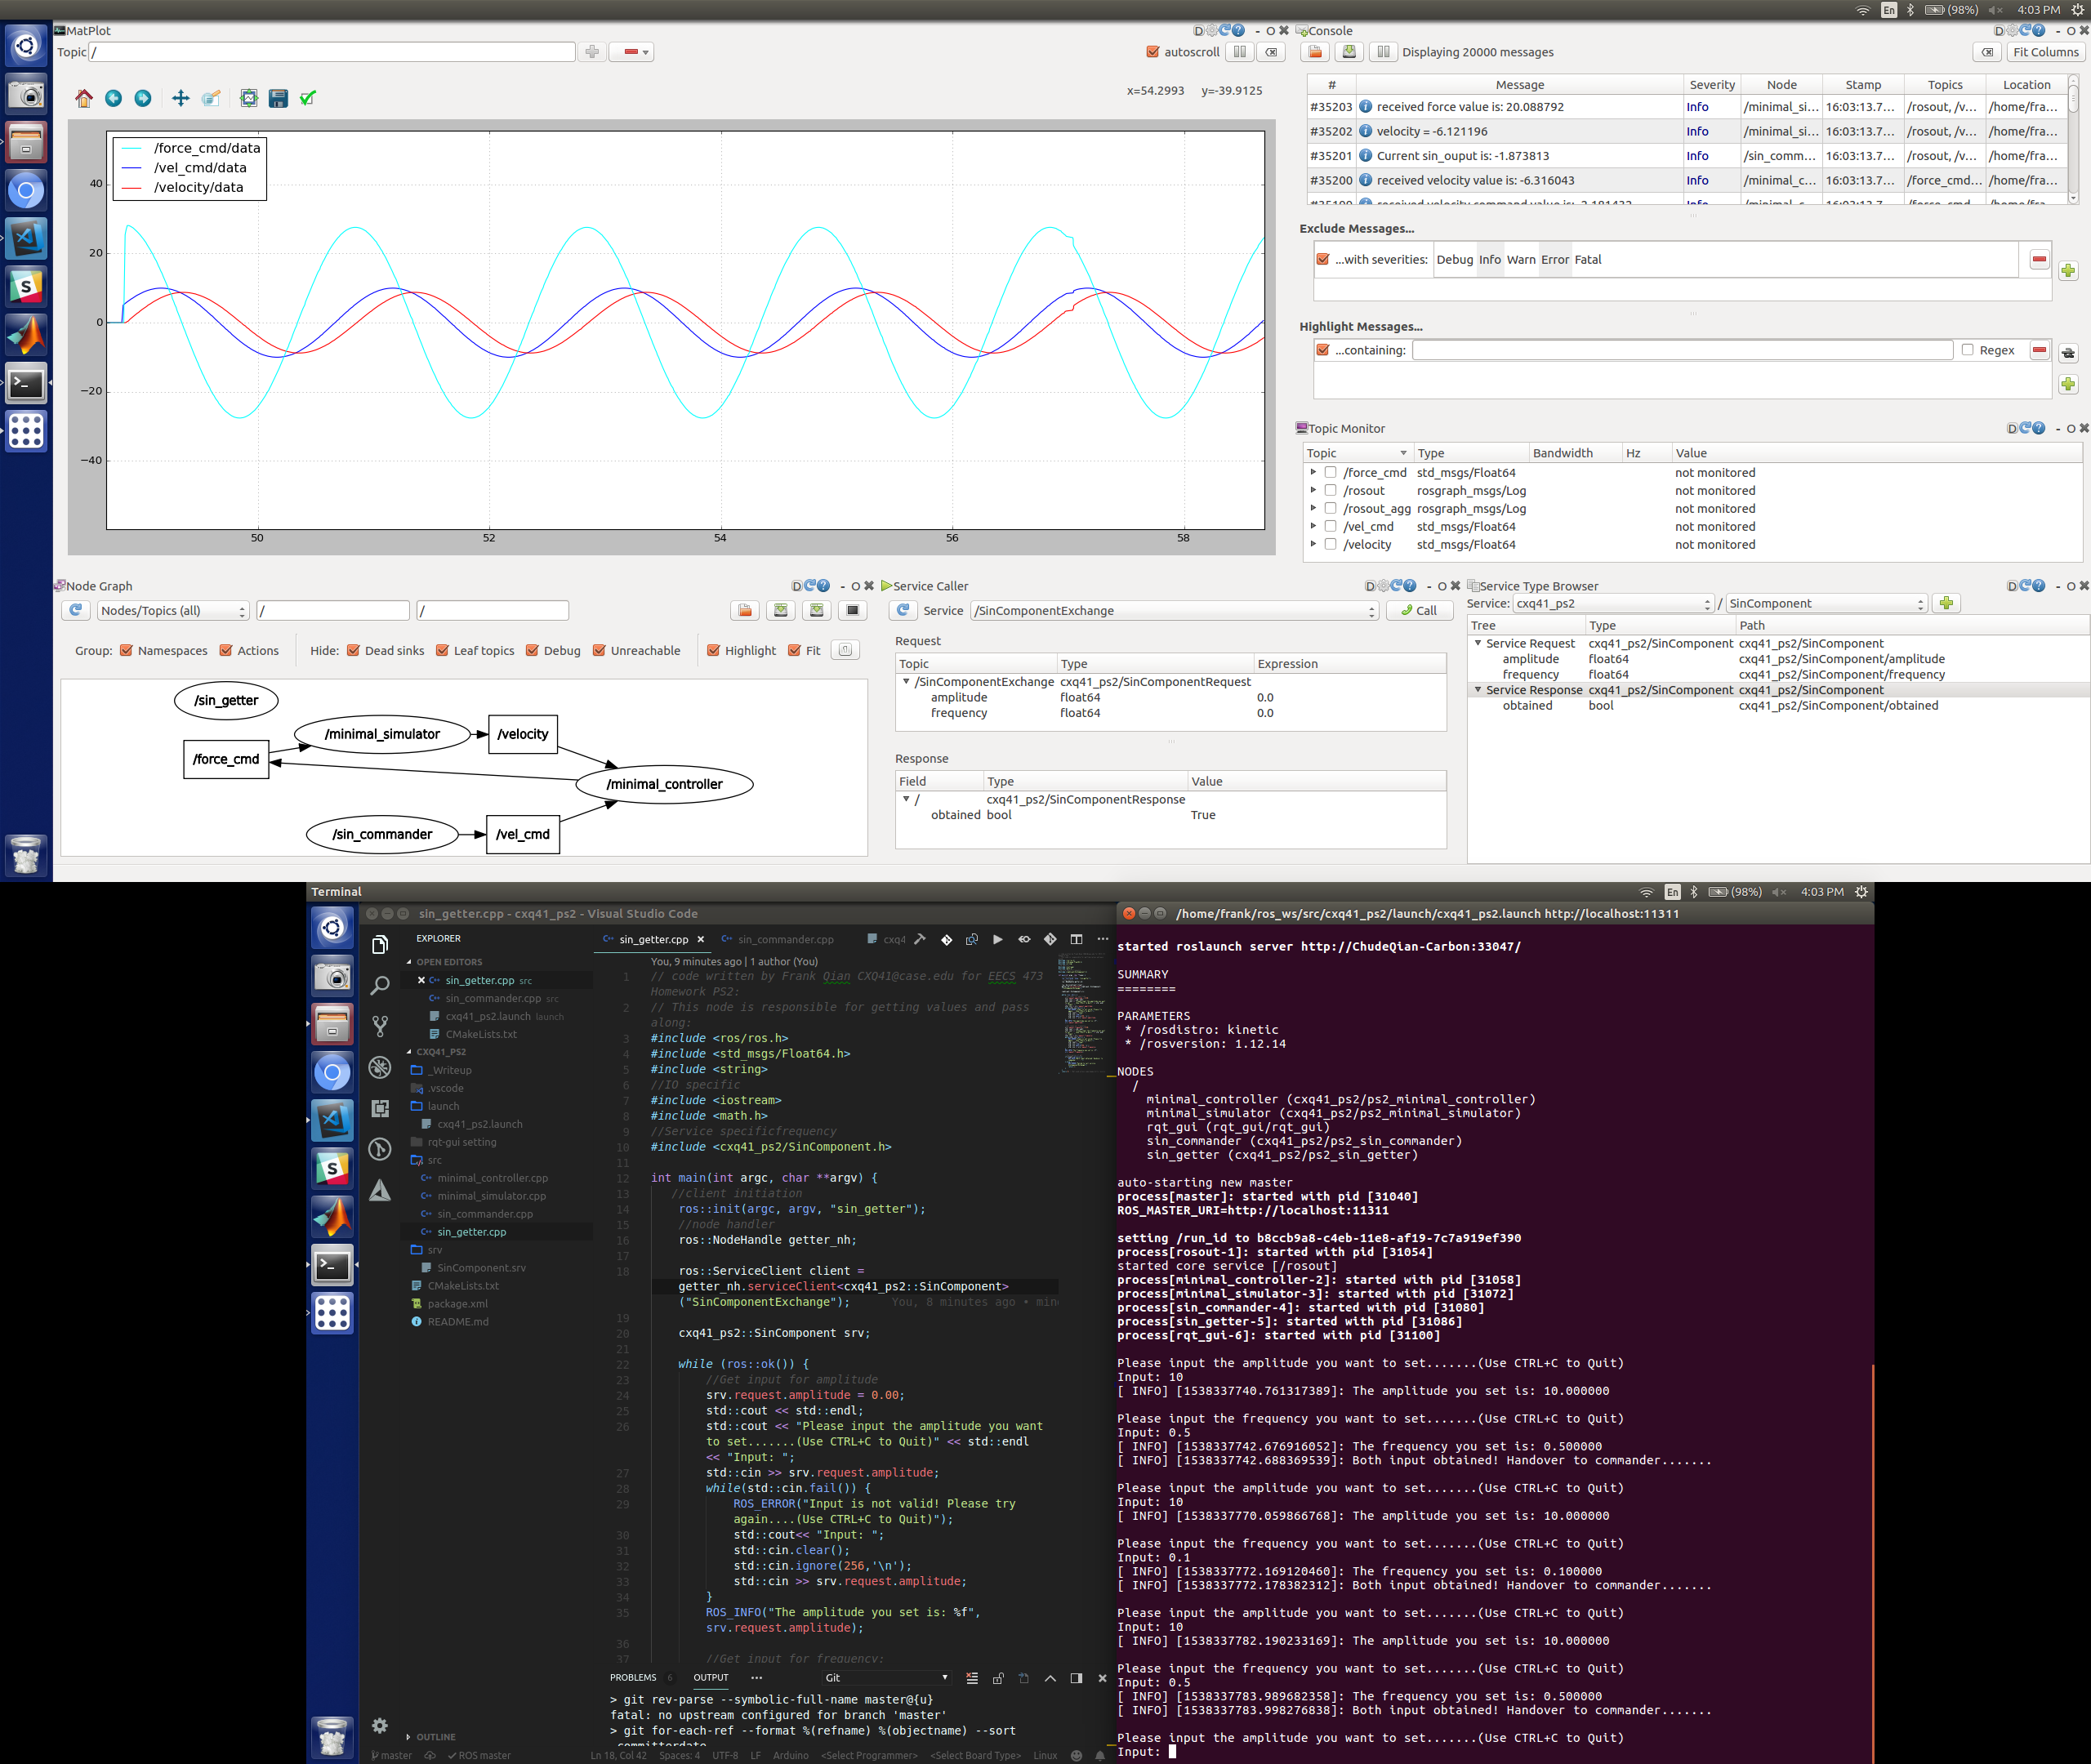 En (98%) 4:03 PM
MatPlot
Topic /
autoscroll
x=54.2993 y=-39.9125
/force_cmd/data
/vel_cmd/data
/velocity/data
40
20
0
−20
−40
50 52 54 56 58
Console
Displaying 20000 messages
Fit Columns
# Message Severity Node Stamp Topics Location
#35203 received force value is: 20.088792 Info /minimal_si... 16:03:13.7... /rosout, /v... /home/fra...
#35202 velocity = -6.121196 Info /minimal_si... 16:03:13.7... /rosout, /v... /home/fra...
#35201 Current sin_ouput is: -1.873813 Info /sin_comm... 16:03:13.7... /rosout, /v... /home/fra...
#35200 received velocity value is: -6.316043 Info /minimal_c... 16:03:13.7... /force_cmd... /home/fra...
Exclude Messages...
...with severities: Debug Info Warn Error Fatal
Highlight Messages...
...containing: Regex
Topic Monitor
Topic Type Bandwidth Hz Value
/force_cmd std_msgs/Float64 not monitored
/rosout rosgraph_msgs/Log not monitored
/rosout_agg rosgraph_msgs/Log not monitored
/vel_cmd std_msgs/Float64 not monitored
/velocity std_msgs/Float64 not monitored
Node Graph
Nodes/Topics (all) / /
Group: Namespaces Actions Hide: Dead sinks Leaf topics Debug Unreachable Highlight Fit
/sin_getter
/minimal_simulator
/velocity
/force_cmd
/minimal_controller
/sin_commander
/vel_cmd
Service Caller
Service /SinComponentExchange Call
Request
Topic Type Expression
/SinComponentExchange cxq41_ps2/SinComponentRequest
amplitude float64 0.0
frequency float64 0.0
Response
Field Type Value
/ cxq41_ps2/SinComponentResponse
obtained bool True
Service Type Browser
Service: cxq41_ps2 / SinComponent
Tree Type Path
Service Request cxq41_ps2/SinComponent cxq41_ps2/SinComponent
amplitude float64 cxq41_ps2/SinComponent/amplitude
frequency float64 cxq41_ps2/SinComponent/frequency
Service Response cxq41_ps2/SinComponent cxq41_ps2/SinComponent
obtained bool cxq41_ps2/SinComponent/obtained
Terminal
En (98%) 4:03 PM
sin_getter.cpp - cxq41_ps2 - Visual Studio Code
EXPLORER
OPEN EDITORS
sin_getter.cpp src
sin_commander.cpp src
cxq41_ps2.launch launch
CMakeLists.txt
CXQ41_PS2
_Writeup
.vscode
launch
cxq41_ps2.launch
rqt-gui setting
src
minimal_controller.cpp
minimal_simulator.cpp
sin_commander.cpp
sin_getter.cpp
srv
SinComponent.srv
CMakeLists.txt
package.xml
README.md
OUTLINE
sin_getter.cpp sin_commander.cpp cxq4
You, 9 minutes ago | 1 author (You)
1 // code written by Frank Qian CXQ41@case.edu for EECS 473
Homework PS2:
2 // This node is responsible for getting values and pass
along:
3 #include <ros/ros.h>
4 #include <std_msgs/Float64.h>
5 #include <string>
6 //IO specific
7 #include <iostream>
8 #include <math.h>
9 //Service specificfrequency
10 #include <cxq41_ps2/SinComponent.h>
11
12 int main(int argc, char **argv) {
13 //client initiation
14 ros::init(argc, argv, "sin_getter");
15 //node handler
16 ros::NodeHandle getter_nh;
17
18 ros::ServiceClient client =
getter_nh.serviceClient<cxq41_ps2::SinComponent>
("SinComponentExchange"); You, 8 minutes ago • min
19
20 cxq41_ps2::SinComponent srv;
21
22 while (ros::ok()) {
23 //Get input for amplitude
24 srv.request.amplitude = 0.00;
25 std::cout << std::endl;
26 std::cout << "Please input the amplitude you want
to set.......(Use CTRL+C to Quit)" << std::endl
<< "Input: ";
27 std::cin >> srv.request.amplitude;
28 while(std::cin.fail()) {
29 ROS_ERROR("Input is not valid! Please try
again....(Use CTRL+C to Quit)");
30 std::cout<< "Input: ";
31 std::cin.clear();
32 std::cin.ignore(256,'\n');
33 std::cin >> srv.request.amplitude;
34 }
35 ROS_INFO("The amplitude you set is: %f",
srv.request.amplitude);
36
37 //Get input for frequency:
PROBLEMS 6 OUTPUT Git
> git rev-parse --symbolic-full-name master@{u}
fatal: no upstream configured for branch 'master'
> git for-each-ref --format %(refname) %(objectname) --sort
committerdate
master ROS master Ln 18, Col 42 Spaces: 4 UTF-8 LF Arduino <Select Programmer> <Select Board Type> Linux
/home/frank/ros_ws/src/cxq41_ps2/launch/cxq41_ps2.launch http://localhost:11311
started roslaunch server http://ChudeQian-Carbon:33047/
SUMMARY
========
PARAMETERS
* /rosdistro: kinetic
* /rosversion: 1.12.14
NODES
/
minimal_controller (cxq41_ps2/ps2_minimal_controller)
minimal_simulator (cxq41_ps2/ps2_minimal_simulator)
rqt_gui (rqt_gui/rqt_gui)
sin_commander (cxq41_ps2/ps2_sin_commander)
sin_getter (cxq41_ps2/ps2_sin_getter)
auto-starting new master
process[master]: started with pid [31040]
ROS_MASTER_URI=http://localhost:11311
setting /run_id to b8ccb9a8-c4eb-11e8-af19-7c7a919ef390
process[rosout-1]: started with pid [31054]
started core service [/rosout]
process[minimal_controller-2]: started with pid [31058]
process[minimal_simulator-3]: started with pid [31072]
process[sin_commander-4]: started with pid [31080]
process[sin_getter-5]: started with pid [31086]
process[rqt_gui-6]: started with pid [31100]
Please input the amplitude you want to set.......(Use CTRL+C to Quit)
Input: 10
[ INFO] [1538337740.761317389]: The amplitude you set is: 10.000000
Please input the frequency you want to set.......(Use CTRL+C to Quit)
Input: 0.5
[ INFO] [1538337742.676916052]: The frequency you set is: 0.500000
[ INFO] [1538337742.688369539]: Both input obtained! Handover to commander.......
Please input the amplitude you want to set.......(Use CTRL+C to Quit)
Input: 10
[ INFO] [1538337770.059866768]: The amplitude you set is: 10.000000
Please input the frequency you want to set.......(Use CTRL+C to Quit)
Input: 0.1
[ INFO] [1538337772.169120460]: The frequency you set is: 0.100000
[ INFO] [1538337772.178382312]: Both input obtained! Handover to commander.......
Please input the amplitude you want to set.......(Use CTRL+C to Quit)
Input: 10
[ INFO] [1538337782.190233169]: The amplitude you set is: 10.000000
Please input the frequency you want to set.......(Use CTRL+C to Quit)
Input: 0.5
[ INFO] [1538337783.989682358]: The frequency you set is: 0.500000
[ INFO] [1538337783.998276838]: Both input obtained! Handover to commander.......
Please input the amplitude you want to set.......(Use CTRL+C to Quit)
Input: